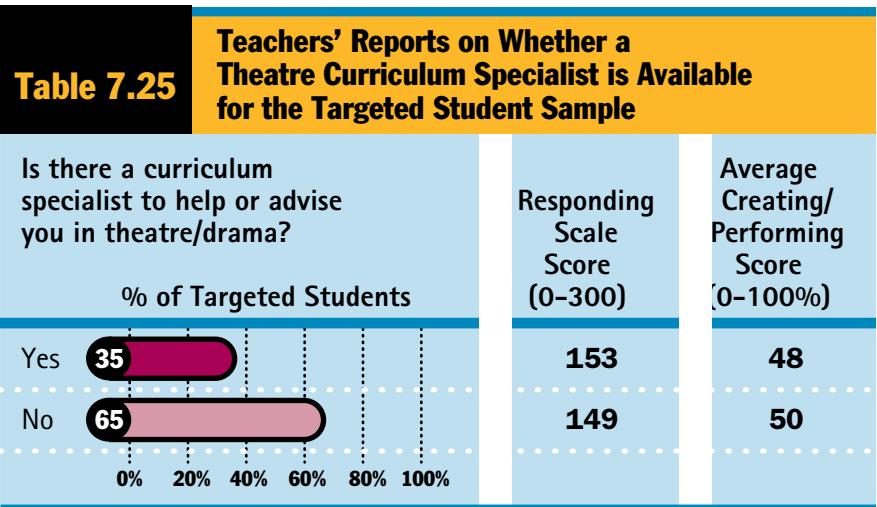 Table 7.25
Teachers’ Reports on Whether a
Theatre Curriculum Specialist is Available
for the Targeted Student Sample
Is there a curriculum
specialist to help or advise
you in theatre/drama?
% of Targeted Students
Responding
Scale
Score
(0–300)
Average
Creating/
Performing
Score
(0–100%)
Yes 35 153 48
No 65 149 50
0% 20% 40% 60% 80% 100%